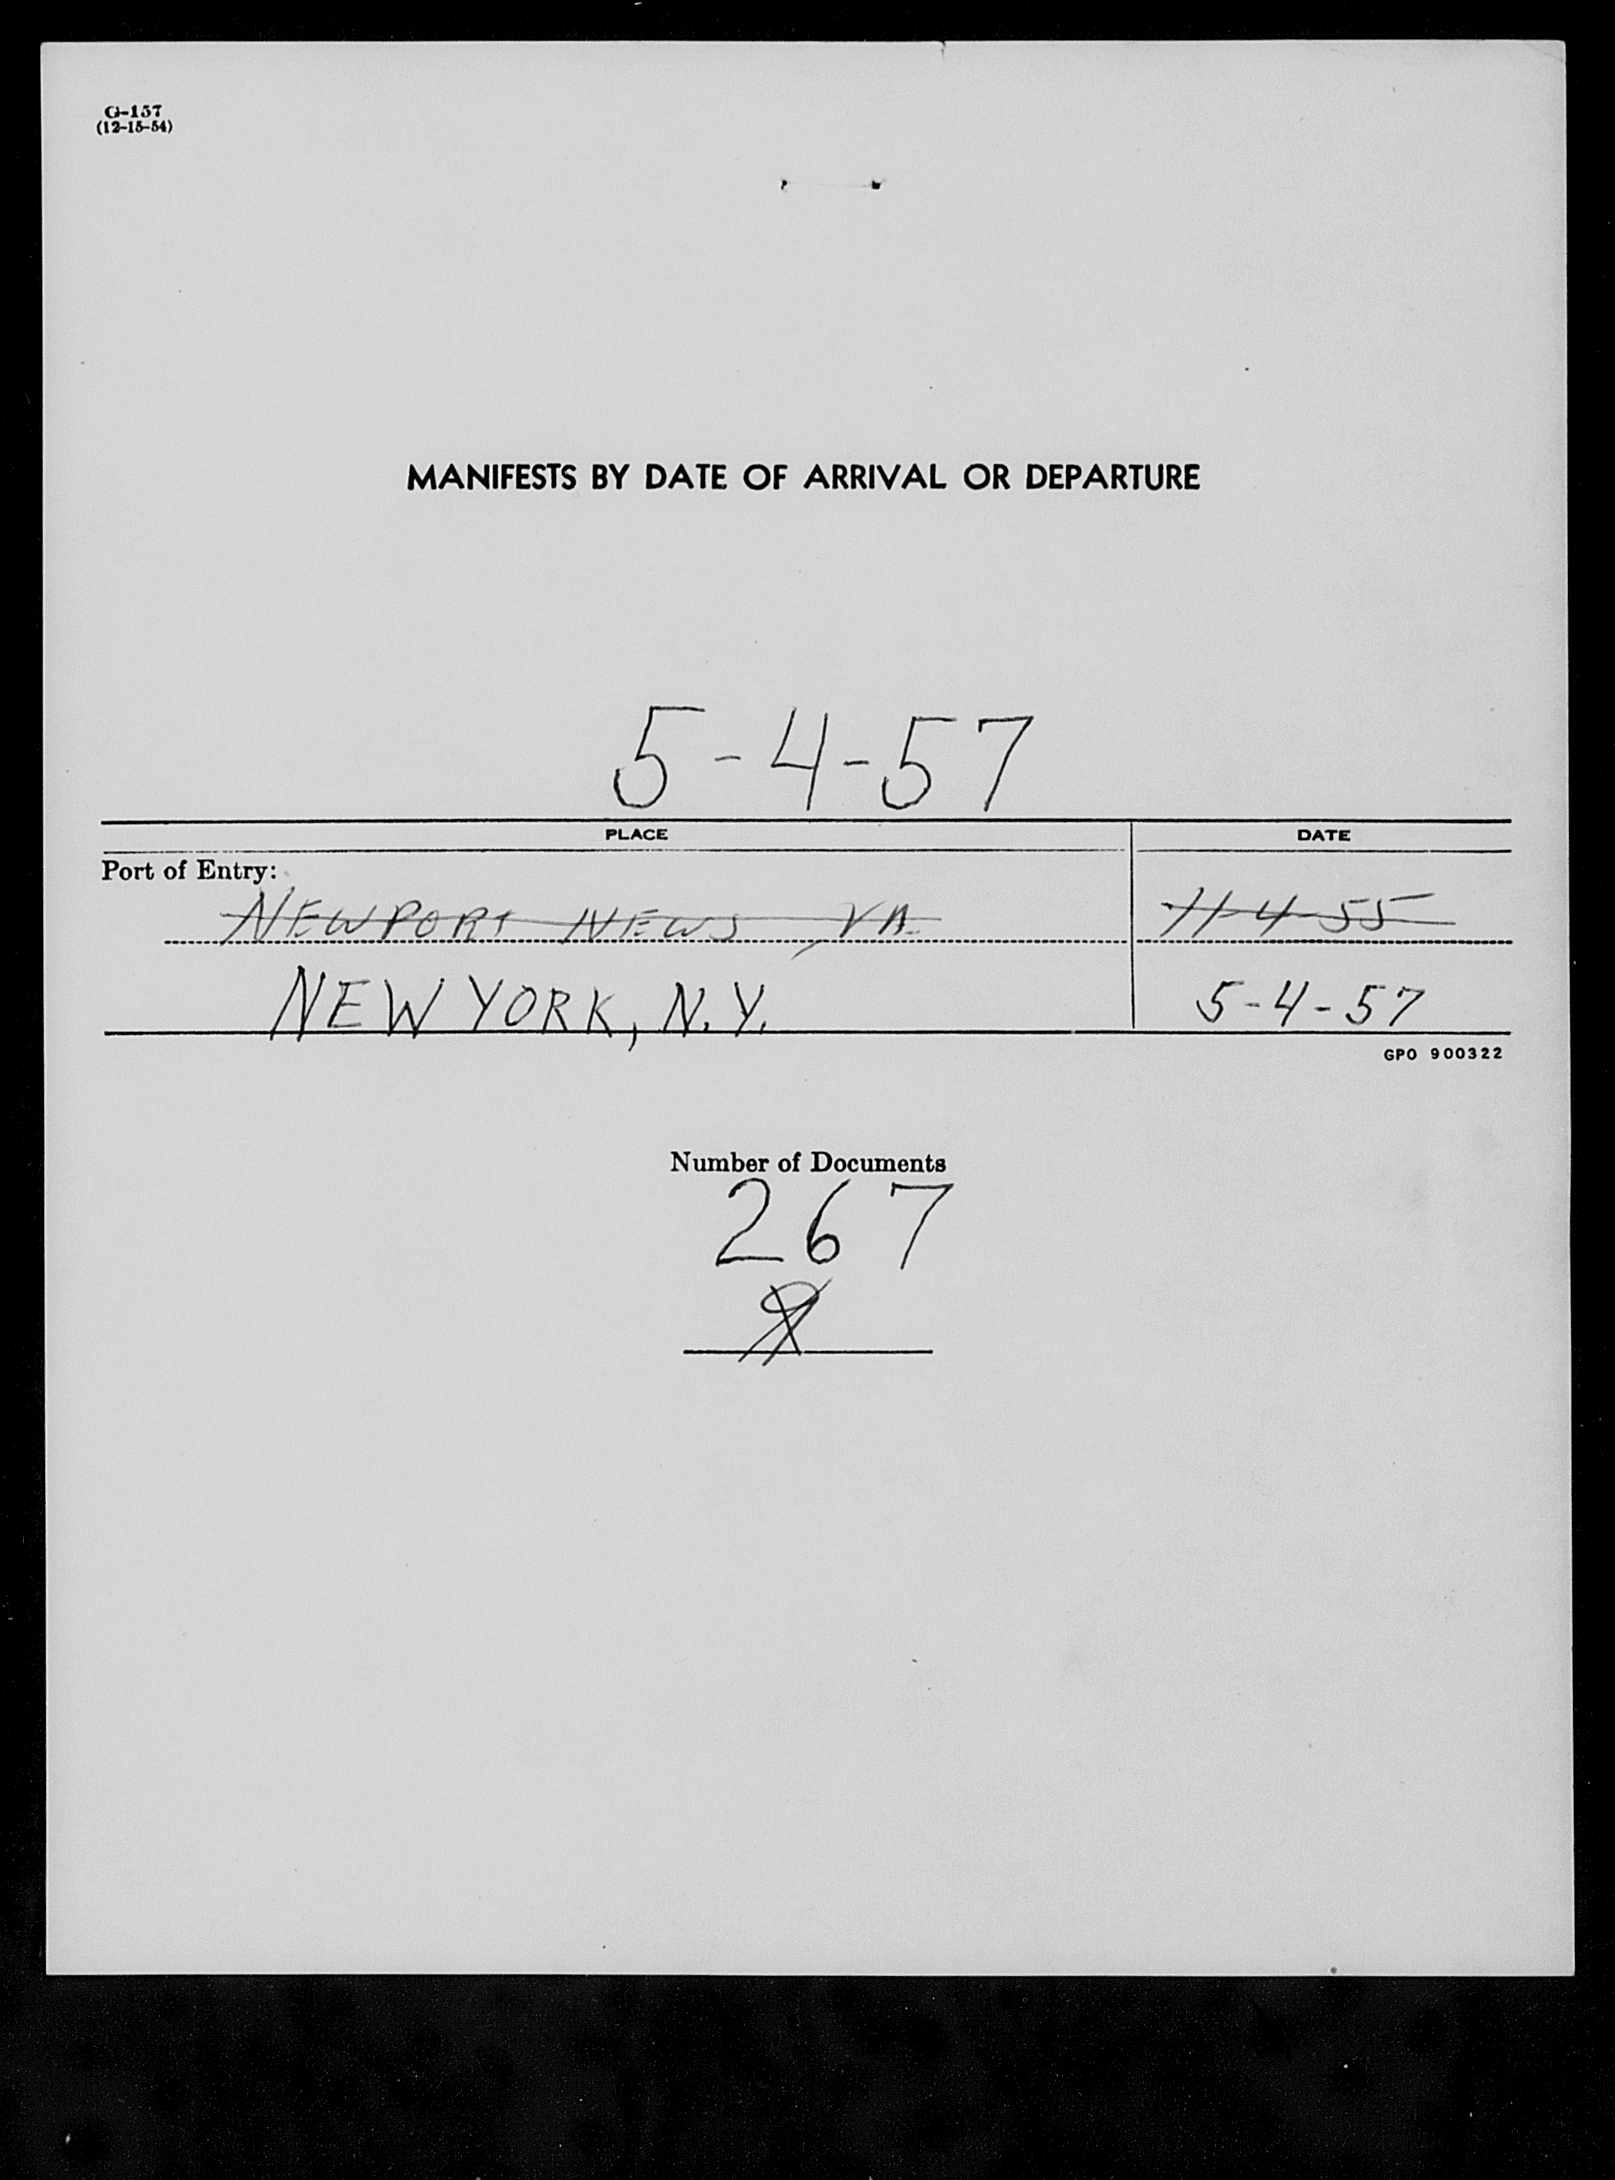 G-157
(12-15-54)
MANIFESTS BY DATE OF ARRIVAL OR DEPARTURE
5-4-57
PLACE DATE
Port of Entry:
NEWPORT NEWS, VA. 11-4-55
NEW YORK, N.Y. 5-4-57
GPO 900322
Number of Documents
267